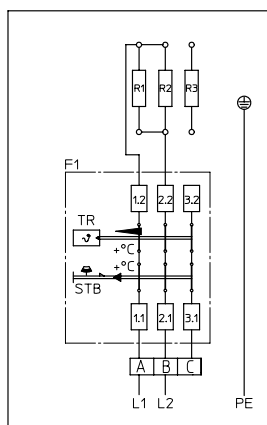 R1 R2 R3
F1
1.2 2.2 3.2
TR
+°C
+°C
STB
1.1 2.1 3.1
A B C
L1 L2 PE